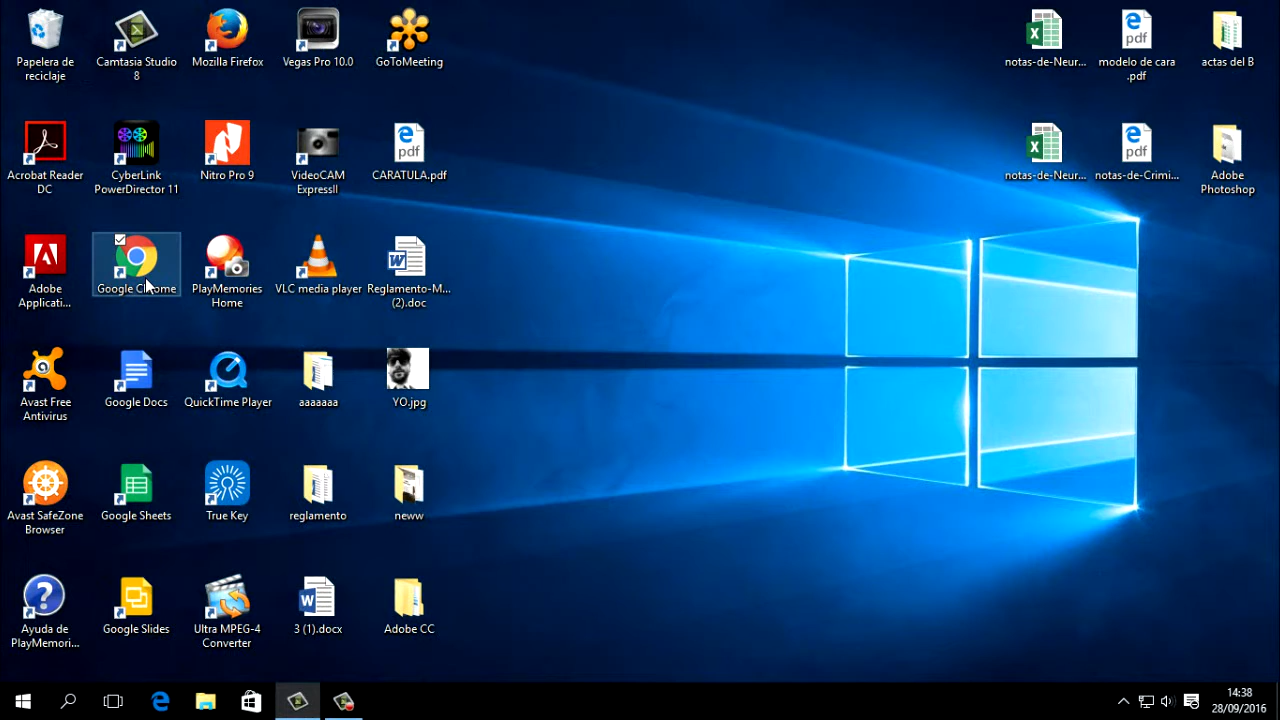 Papelera de
reciclaje
Camtasia Studio
8
Mozilla Firefox
Vegas Pro 10.0
GoToMeeting
notas-de-Neur...
pdf
modelo de cara
.pdf
actas del B
Acrobat Reader
DC
CyberLink
PowerDirector 11
Nitro Pro 9
VideoCAM
ExpressII
pdf
CARATULA.pdf
notas-de-Neur...
pdf
notas-de-Crimi...
Adobe
Photoshop
Adobe
Applicati...
Google Chrome
PlayMemories
Home
VLC media player
Reglamento-M...
(2).doc
Avast Free
Antivirus
Google Docs
QuickTime Player
aaaaaaa
YO.jpg
Avast SafeZone
Browser
Google Sheets
True Key
reglamento
neww
Ayuda de
PlayMemori...
Google Slides
Ultra MPEG-4
Converter
3 (1).docx
Adobe CC
14:38
28/09/2016